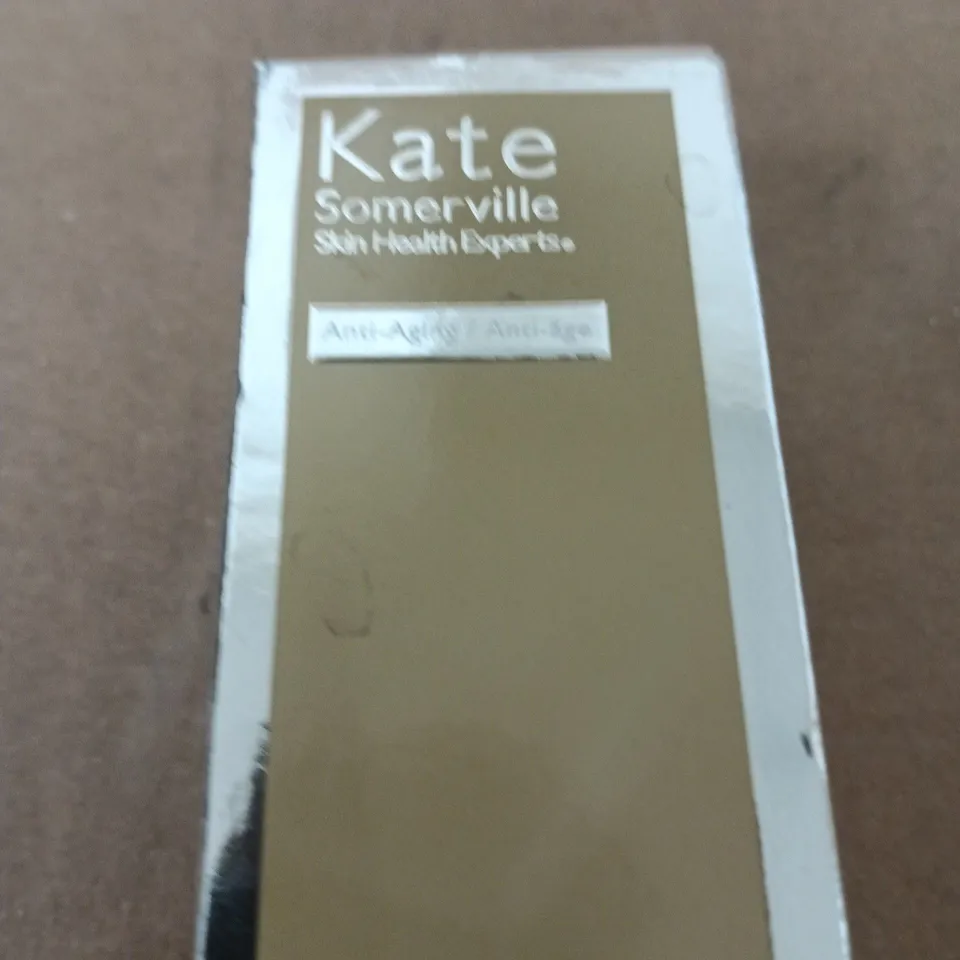 Kate
Somerville
Skin Health Experts®
Anti-Aging / Anti-âge